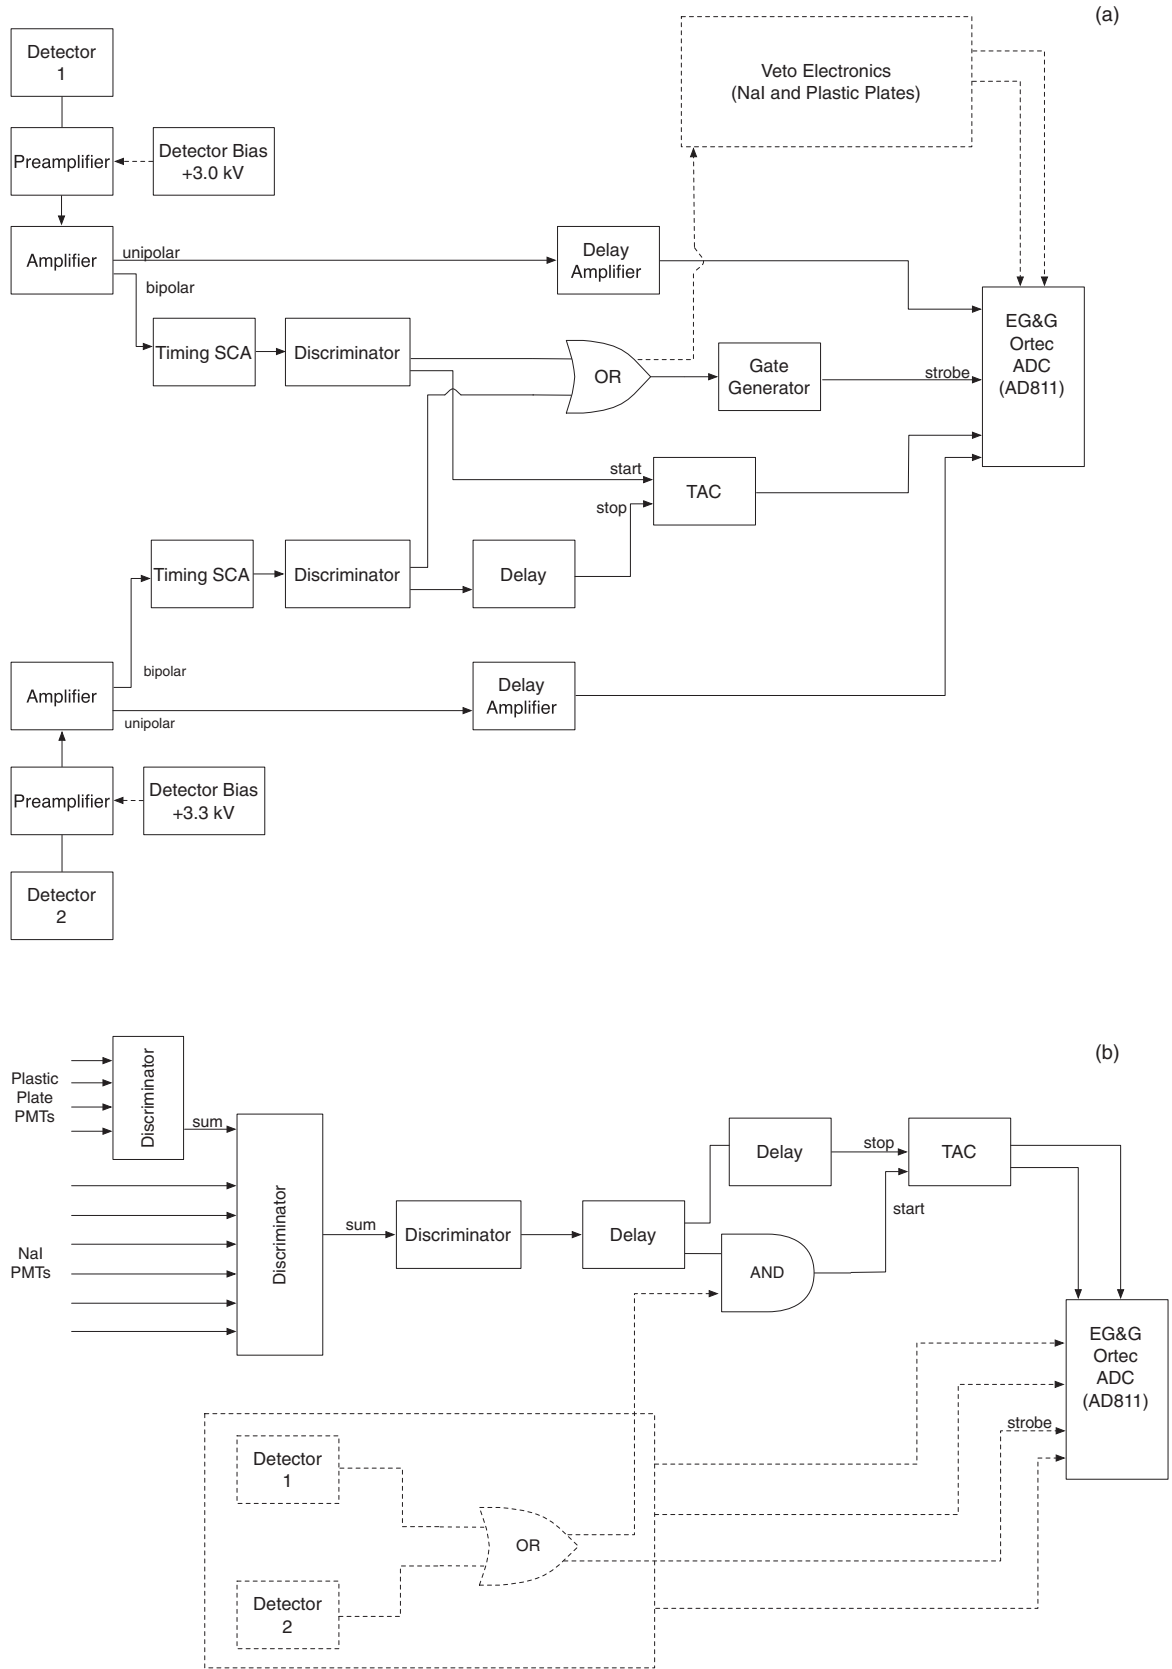 (a)
Detector
1
Veto Electronics
(NaI and Plastic Plates)
Preamplifier
Detector Bias
+3.0 kV
Amplifier
unipolar
bipolar
Delay
Amplifier
Timing SCA
Discriminator
OR
Gate
Generator
strobe
EG&G
Ortec
ADC
(AD811)
start
stop
TAC
Timing SCA
Discriminator
Delay
bipolar
Amplifier
unipolar
Delay
Amplifier
Preamplifier
Detector Bias
+3.3 kV
Detector
2
(b)
Plastic
Plate
PMTs
Discriminator
sum
NaI
PMTs
Discriminator
sum
Discriminator
Delay
Delay
stop
TAC
start
AND
EG&G
Ortec
ADC
(AD811)
strobe
Detector
1
OR
Detector
2